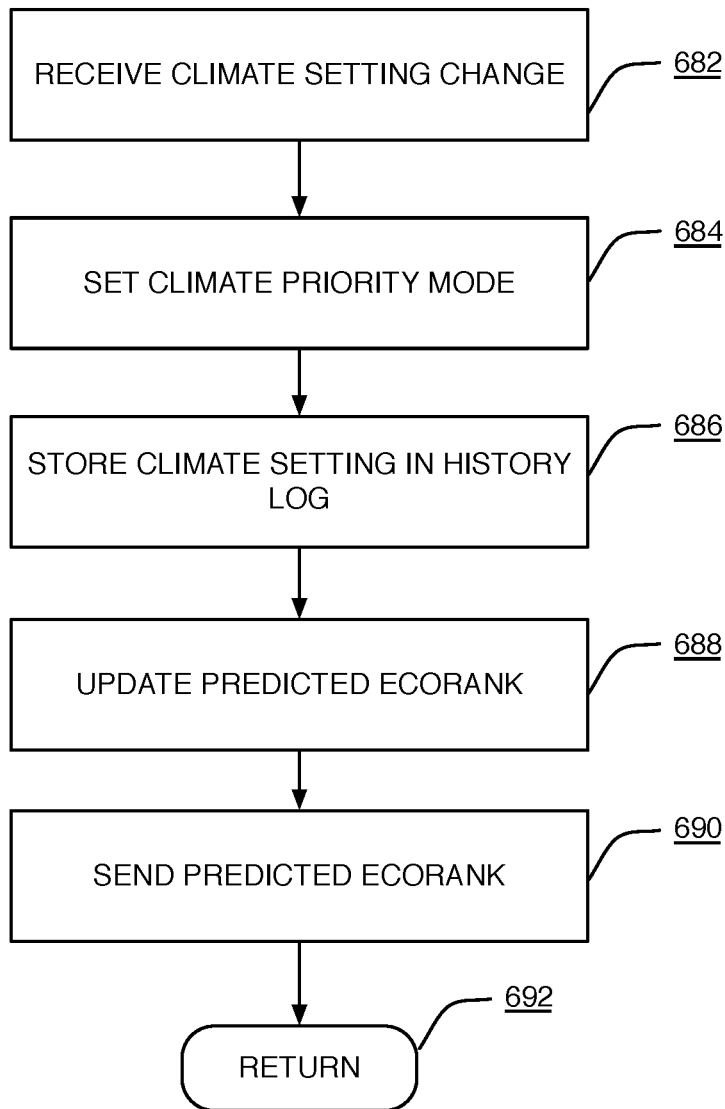 RECEIVE CLIMATE SETTING CHANGE
682
SET CLIMATE PRIORITY MODE
684
STORE CLIMATE SETTING IN HISTORY
LOG
686
UPDATE PREDICTED ECORANK
688
SEND PREDICTED ECORANK
690
RETURN
692